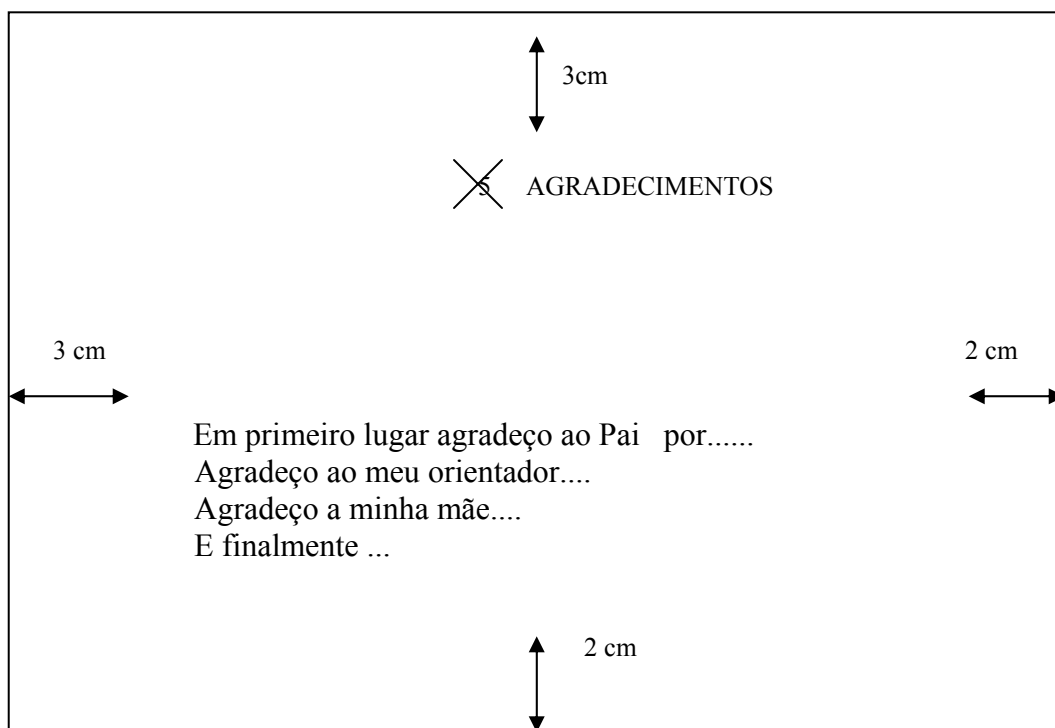 3cm
5 AGRADECIMENTOS
3 cm
2 cm
Em primeiro lugar agradeço ao Pai por......
Agradeço ao meu orientador....
Agradeço a minha mãe....
E finalmente ...
2 cm